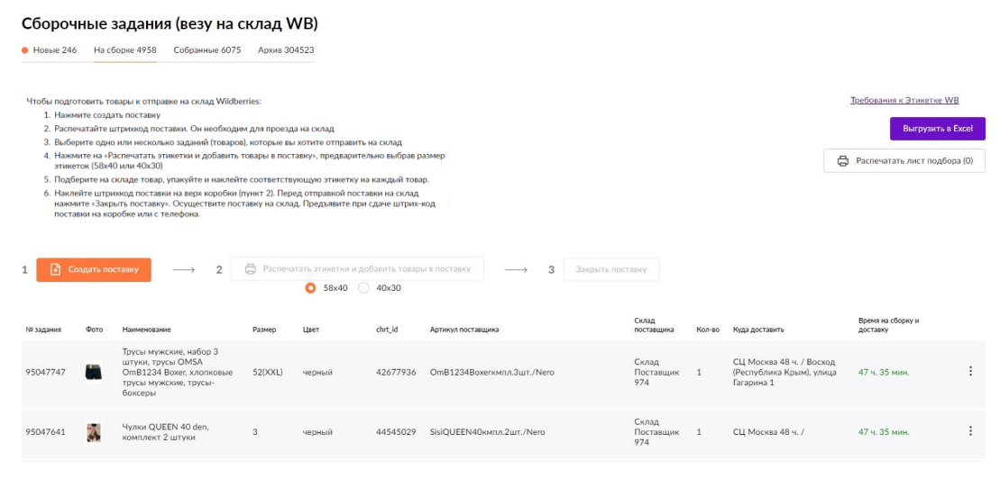 Сборочные задания (везу на склад WB)
Новые 246 На сборке 4958 Собранные 6075 Архив 304523
Чтобы подготовить товары к отправке на склад Wildberries:
1. Нажмите создать поставку
2. Распечатайте штрихкод поставки. Он необходим для проезда на склад
3. Выберите одно или несколько заданий (товаров), которые вы хотите отправить на склад
4. Нажмите на «Распечатать этикетки и добавить товары в поставку», предварительно выбрав размер
этикеток (58х40 или 40х30)
5. Подберите на складе товар, упакуйте и наклейте соответствующую этикетку на каждый товар.
6. Наклейте штрихкод поставки на верх коробки (пункт 2). Перед отправкой поставки на склад
нажмите «Закрыть поставку». Осуществите поставку на склад. Предъявите при сдаче штрих-код
поставки на коробке или с телефона.
Требования к Этикетке WB
Выгрузить в Excel
Распечатать лист подбора (0)
1 Создать поставку → 2 Распечатать этикетки и добавить товары в поставку → 3 Закрыть поставку
58х40 40х30
№ задания Фото Наименование Размер Цвет chrt_id Артикул поставщика Склад поставщика Кол-во Куда доставить Время на сборку и доставку
95047747
Трусы мужские, набор 3
штуки, трусы OMSA
OmB1234 Boxer, хлопковые
трусы мужские, трусы-
боксеры
52(XXL)
черный
42677936
OmB1234Boxerкмпл.3шт./Nero
Склад
Поставщик
974
1
СЦ Москва 48 ч. / Восход
(Республика Крым), улица
Гагарина 1
47 ч. 35 мин.
95047641
Чулки QUEEN 40 den,
комплект 2 штуки
3
черный
44545029
SisiQUEEN40кмпл.2шт./Nero
Склад
Поставщик
974
1
СЦ Москва 48 ч. /
47 ч. 35 мин.